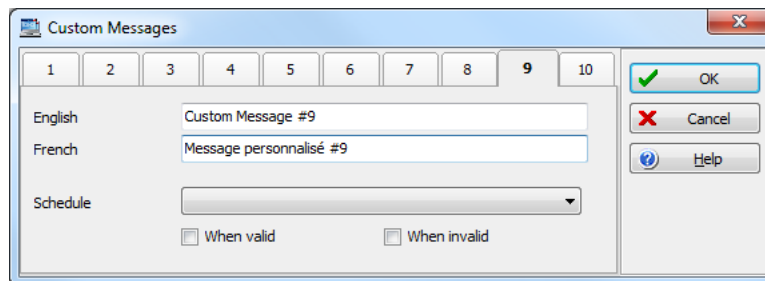 Custom Messages
1 2 3 4 5 6 7 8 9 10
English Custom Message #9
French Message personnalisé #9
Schedule
When valid When invalid
OK
Cancel
Help